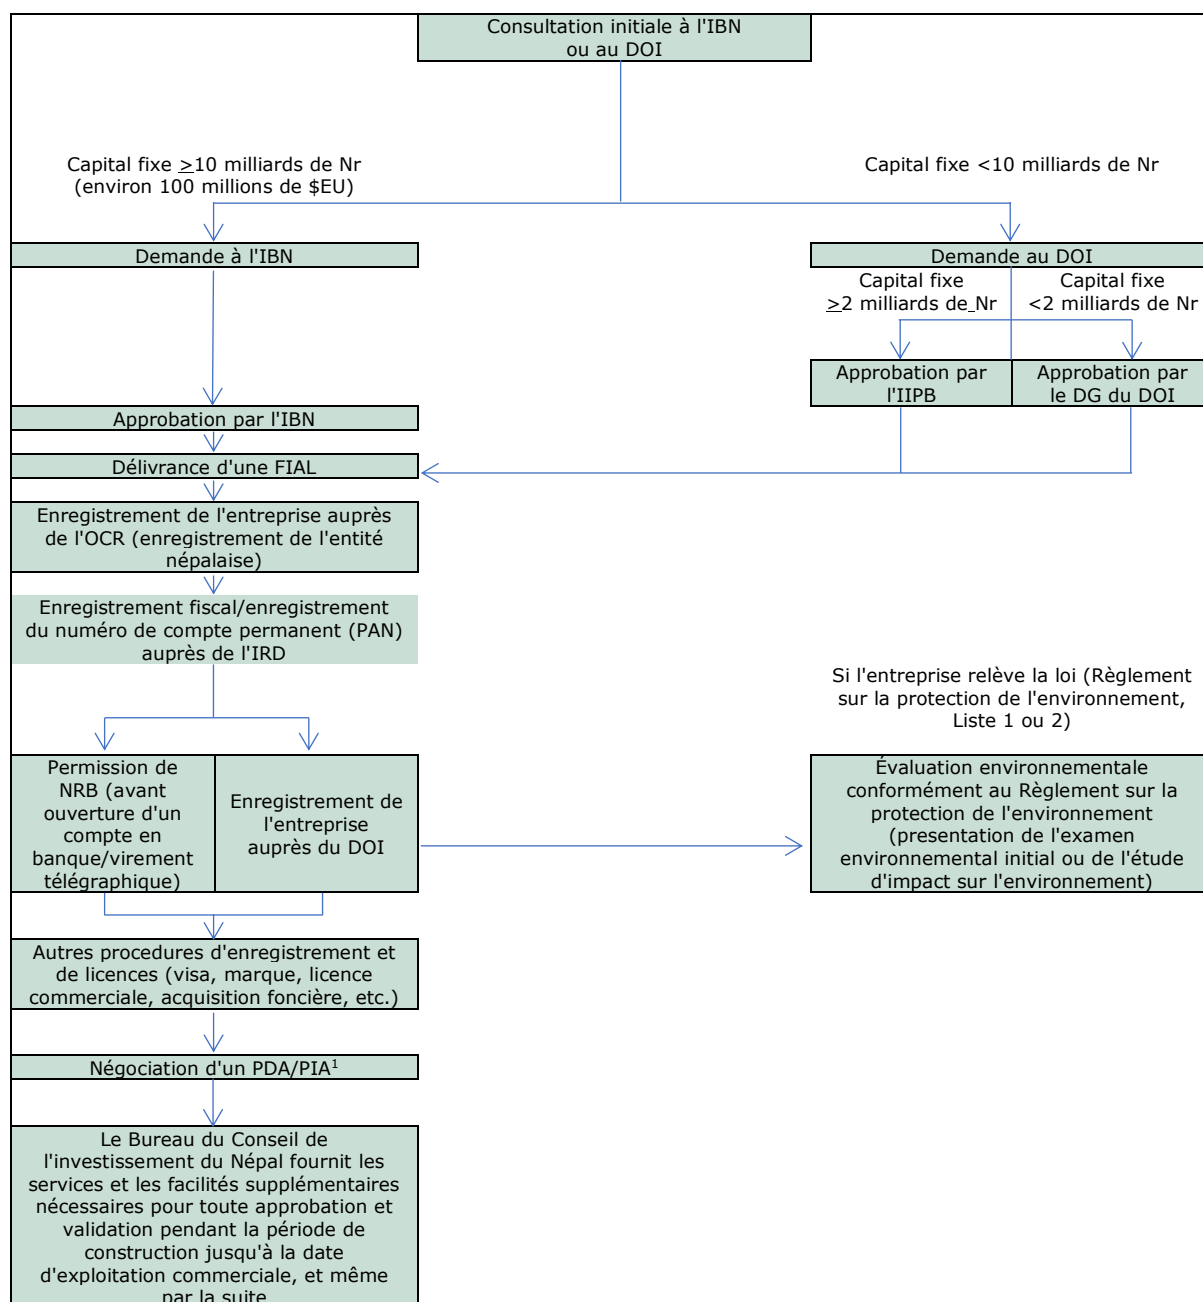 Consultation initiale à l'IBN
ou au DOI
Capital fixe >10 milliards de Nr
(environ 100 millions de $EU)
Capital fixe <10 milliards de Nr
Demande à l'IBN
Demande au DOI
Capital fixe
>2 milliards de Nr
Capital fixe
<2 milliards de Nr
Approbation par
l'IIPB
Approbation par
le DG du DOI
Approbation par l'IBN
Délivrance d'une FIAL
Enregistrement de l'entreprise auprès
de l'OCR (enregistrement de l'entité
népalaise)
Enregistrement fiscal/enregistrement
du numéro de compte permanent (PAN)
auprès de l'IRD
Si l'entreprise relève la loi (Règlement
sur la protection de l'environnement,
Liste 1 ou 2)
Permission de
NRB (avant
ouverture d'un
compte en
banque/virement
télégraphique)
Enregistrement de
l'entreprise
auprès du DOI
Évaluation environnementale
conformément au Règlement sur la
protection de l'environnement
(presentation de l'examen
environnemental initial ou de l'étude
d'impact sur l'environnement)
Autres procedures d'enregistrement et
de licences (visa, marque, licence
commerciale, acquisition foncière, etc.)
Négociation d'un PDA/PIA¹
Le Bureau du Conseil de
l'investissement du Népal fournit les
services et les facilités supplémentaires
nécessaires pour toute approbation et
validation pendant la période de
construction jusqu'à la date
d'exploitation commerciale, et même
par la suite